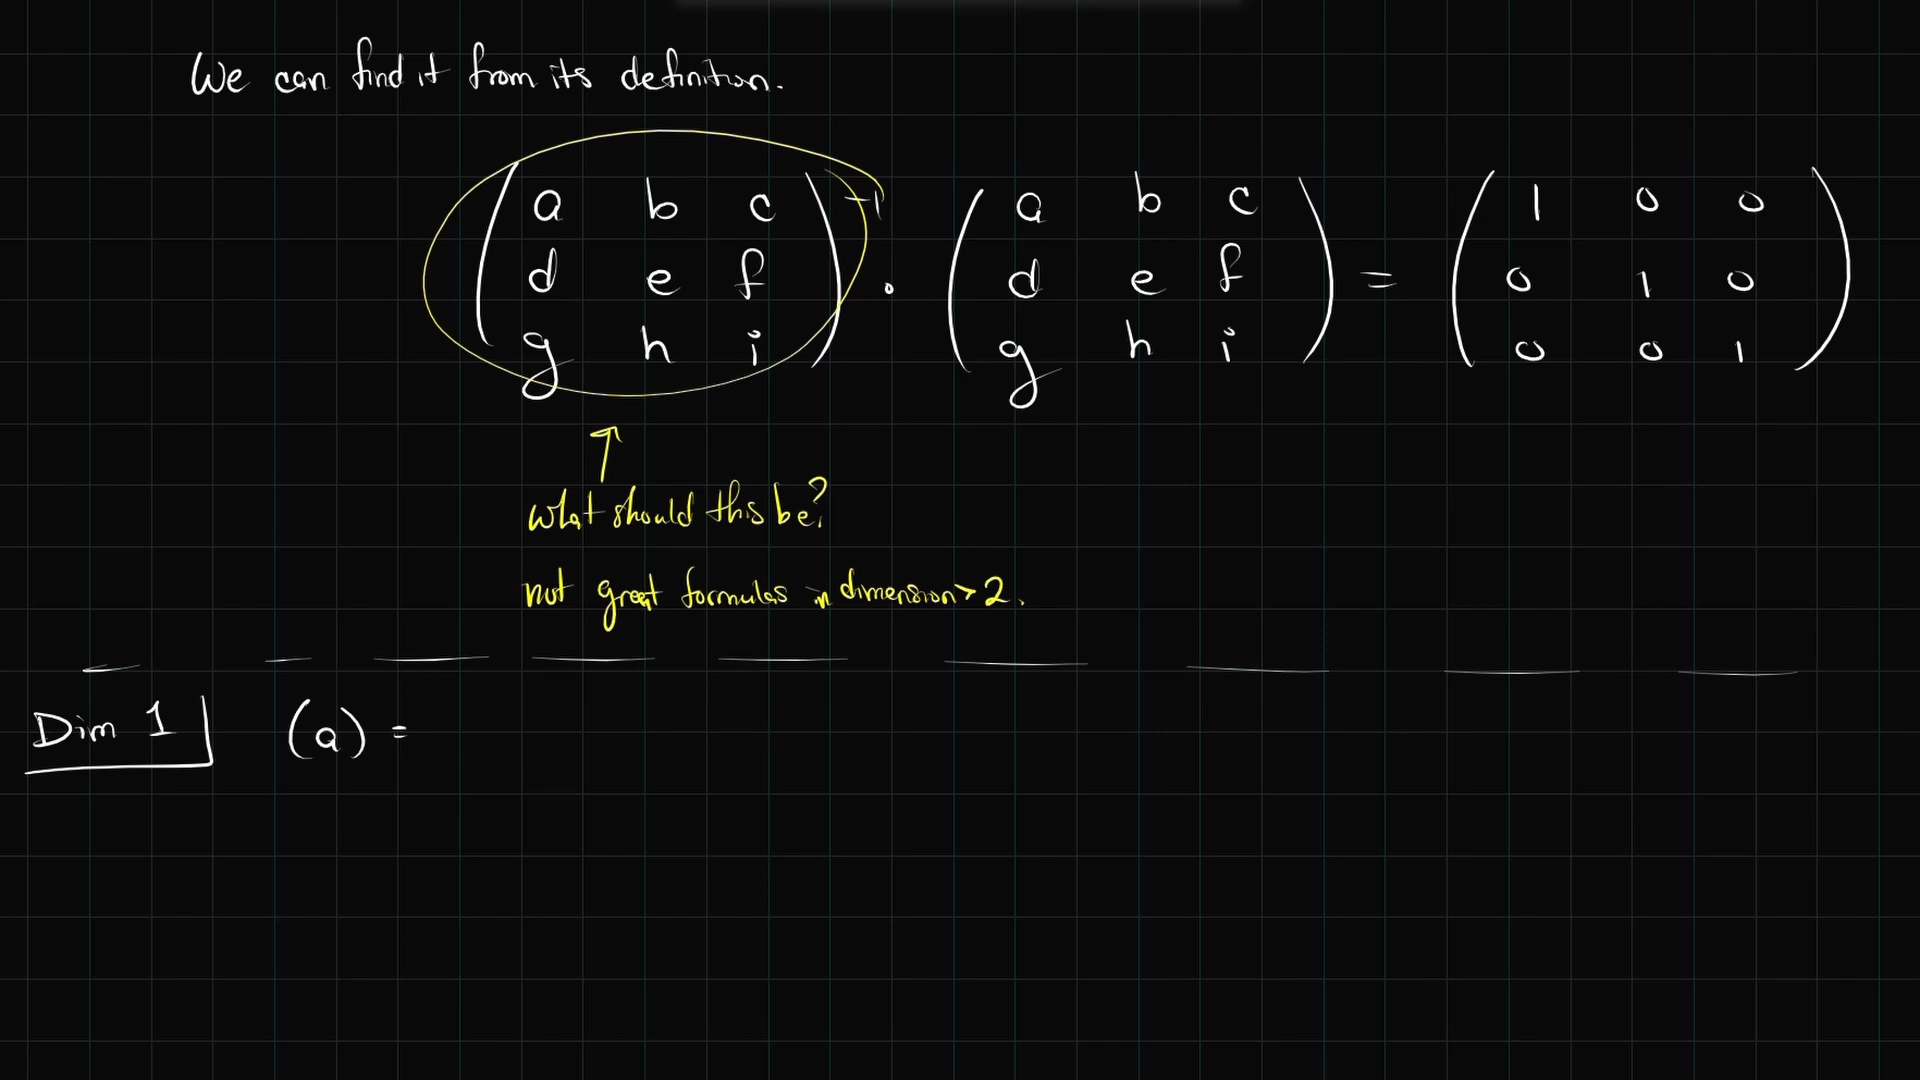 We can find it from its definition.
( a b c )⁻¹ · ( a b c ) = ( 1 0 0 )
( d e f ) ( d e f ) ( 0 1 0 )
( g h i ) ( g h i ) ( 0 0 1 )
what should this be?
not great formulas in dimension > 2.
Dim 1 (a) =